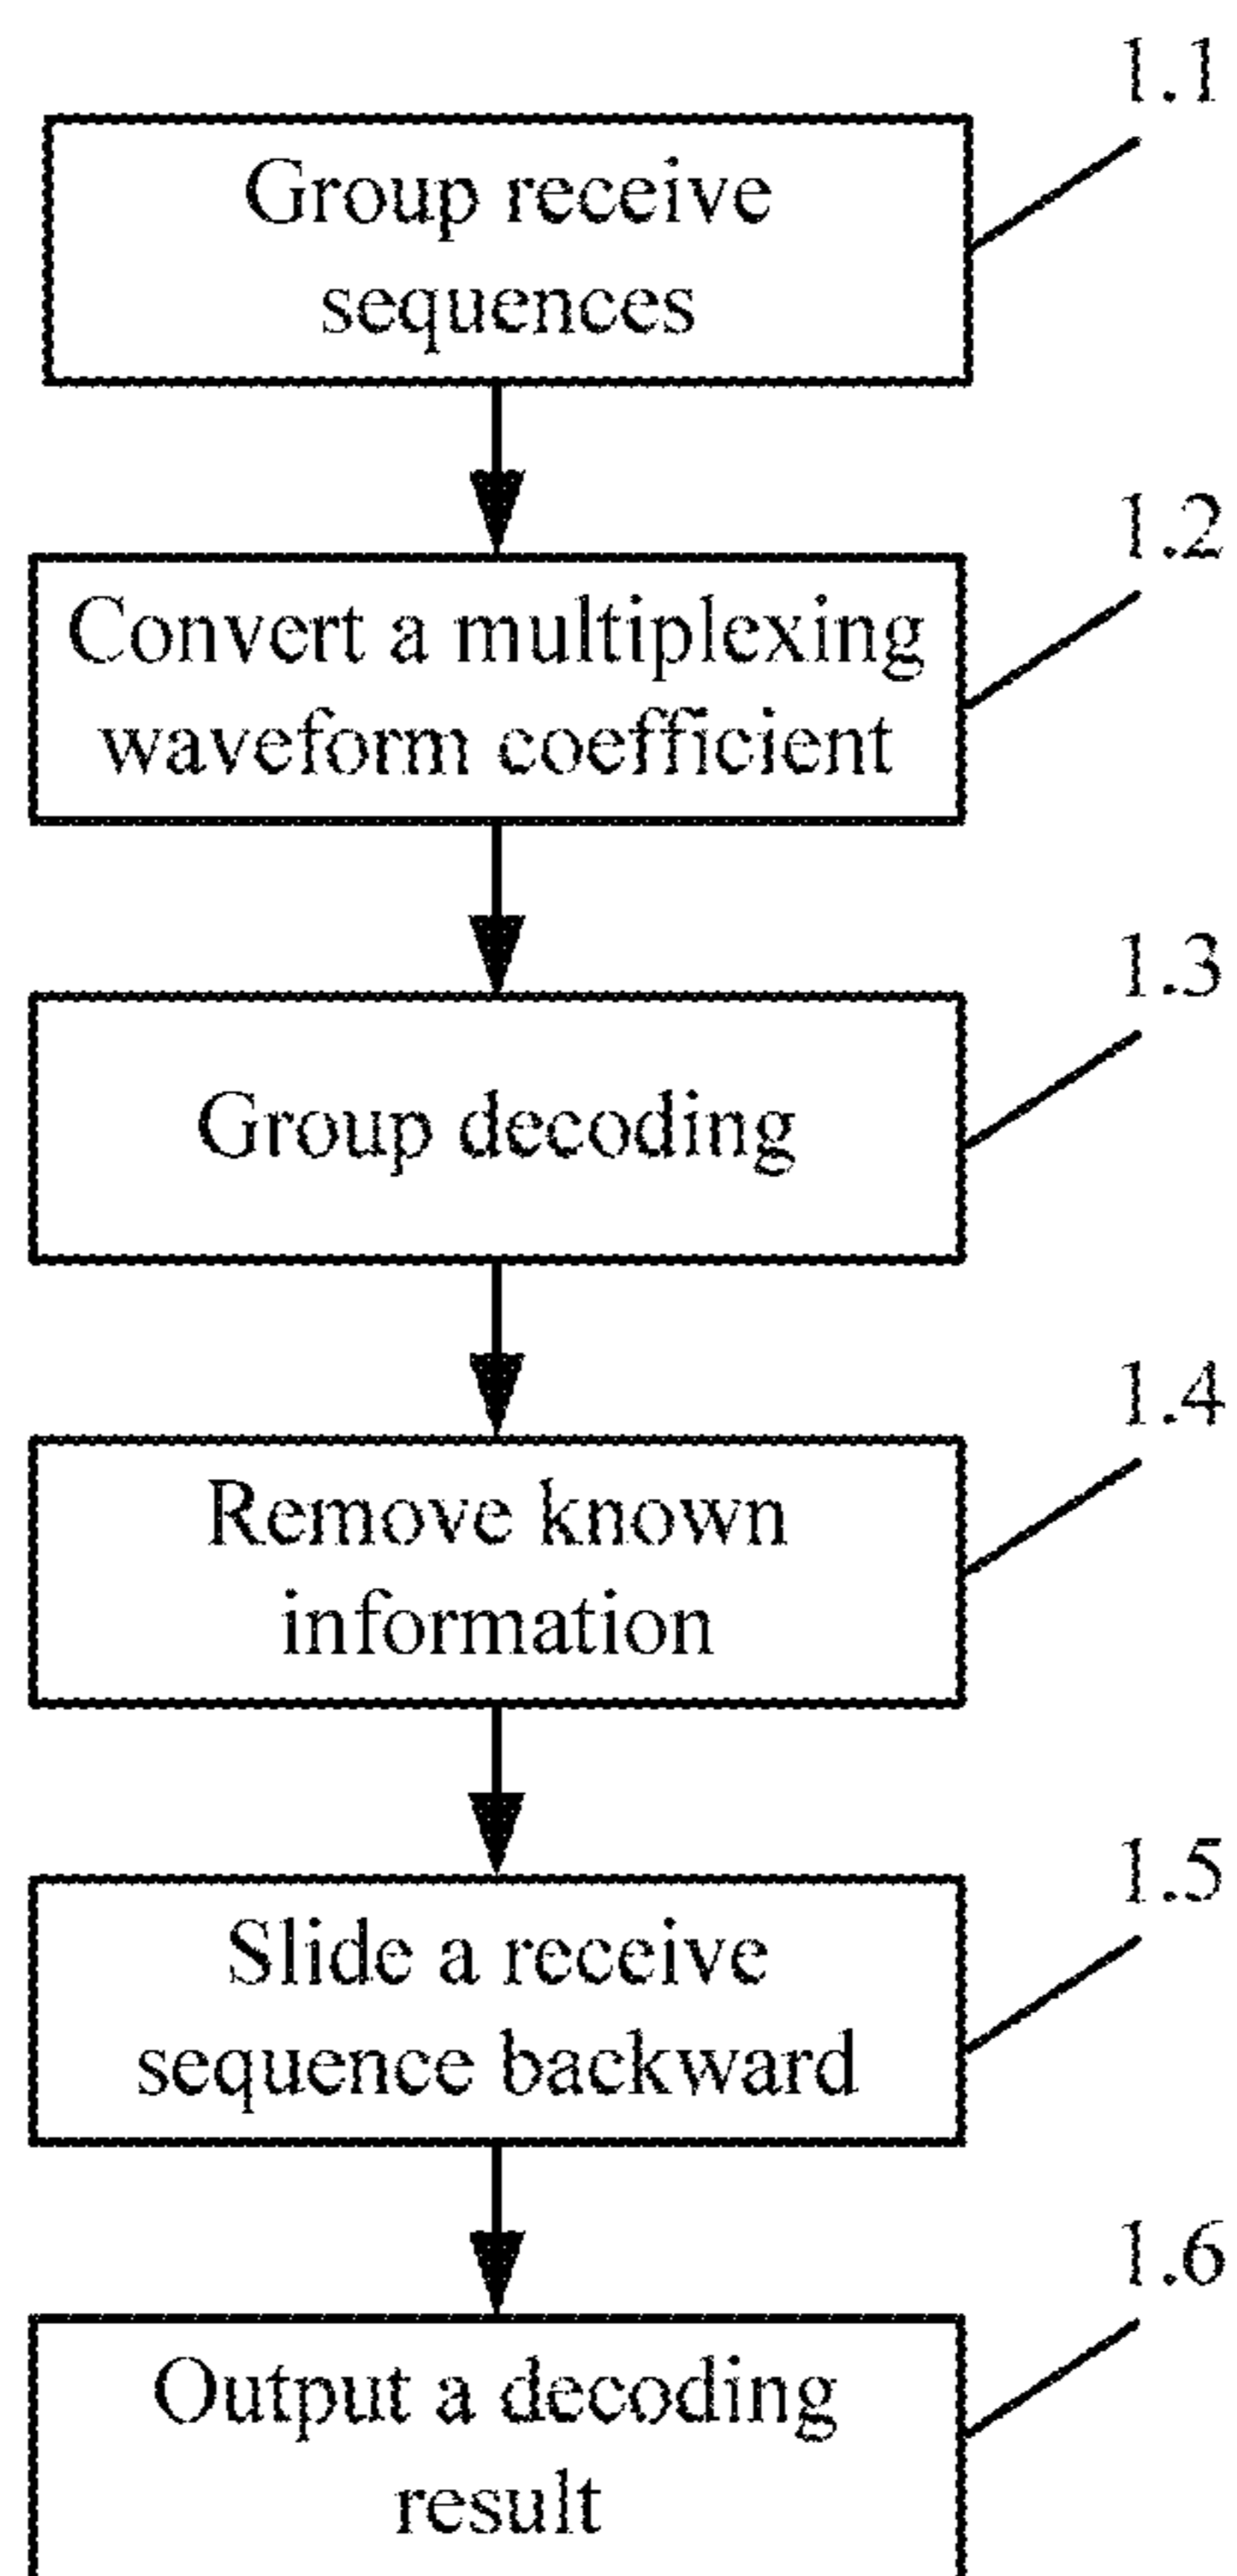 1.1
Group receive
sequences
1.2
Convert a multiplexing
waveform coefficient
1.3
Group decoding
1.4
Remove known
information
1.5
Slide a receive
sequence backward
1.6
Output a decoding
result